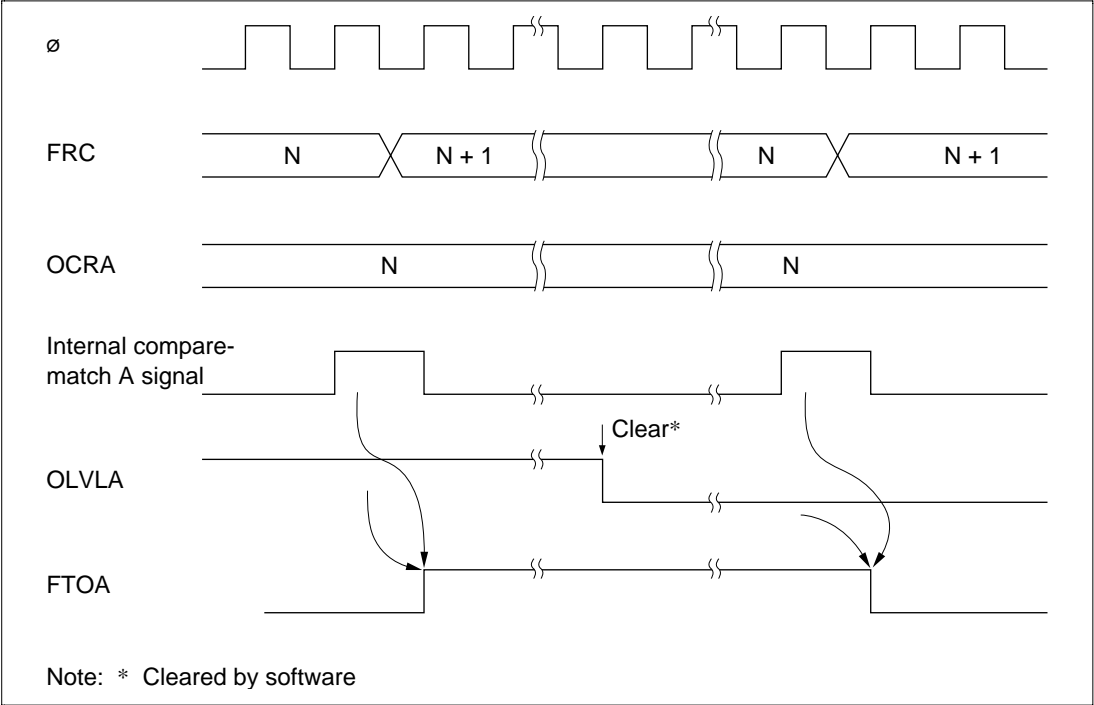 ø
FRC N N + 1 N N + 1
OCRA N N
Internal compare-
match A signal
Clear*
OLVLA
FTOA
Note: * Cleared by software